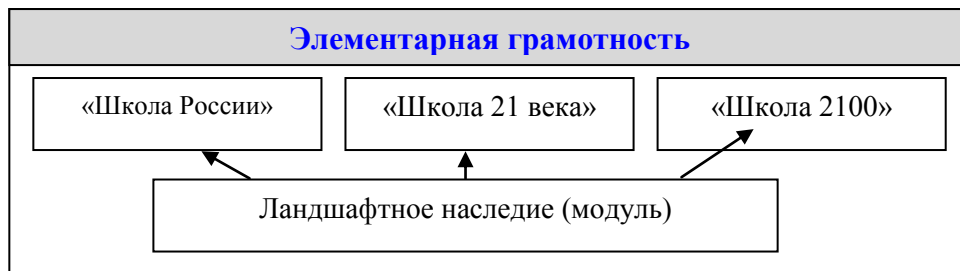 Элементарная грамотность
«Школа России»
«Школа 21 века»
«Школа 2100»
Ландшафтное наследие (модуль)